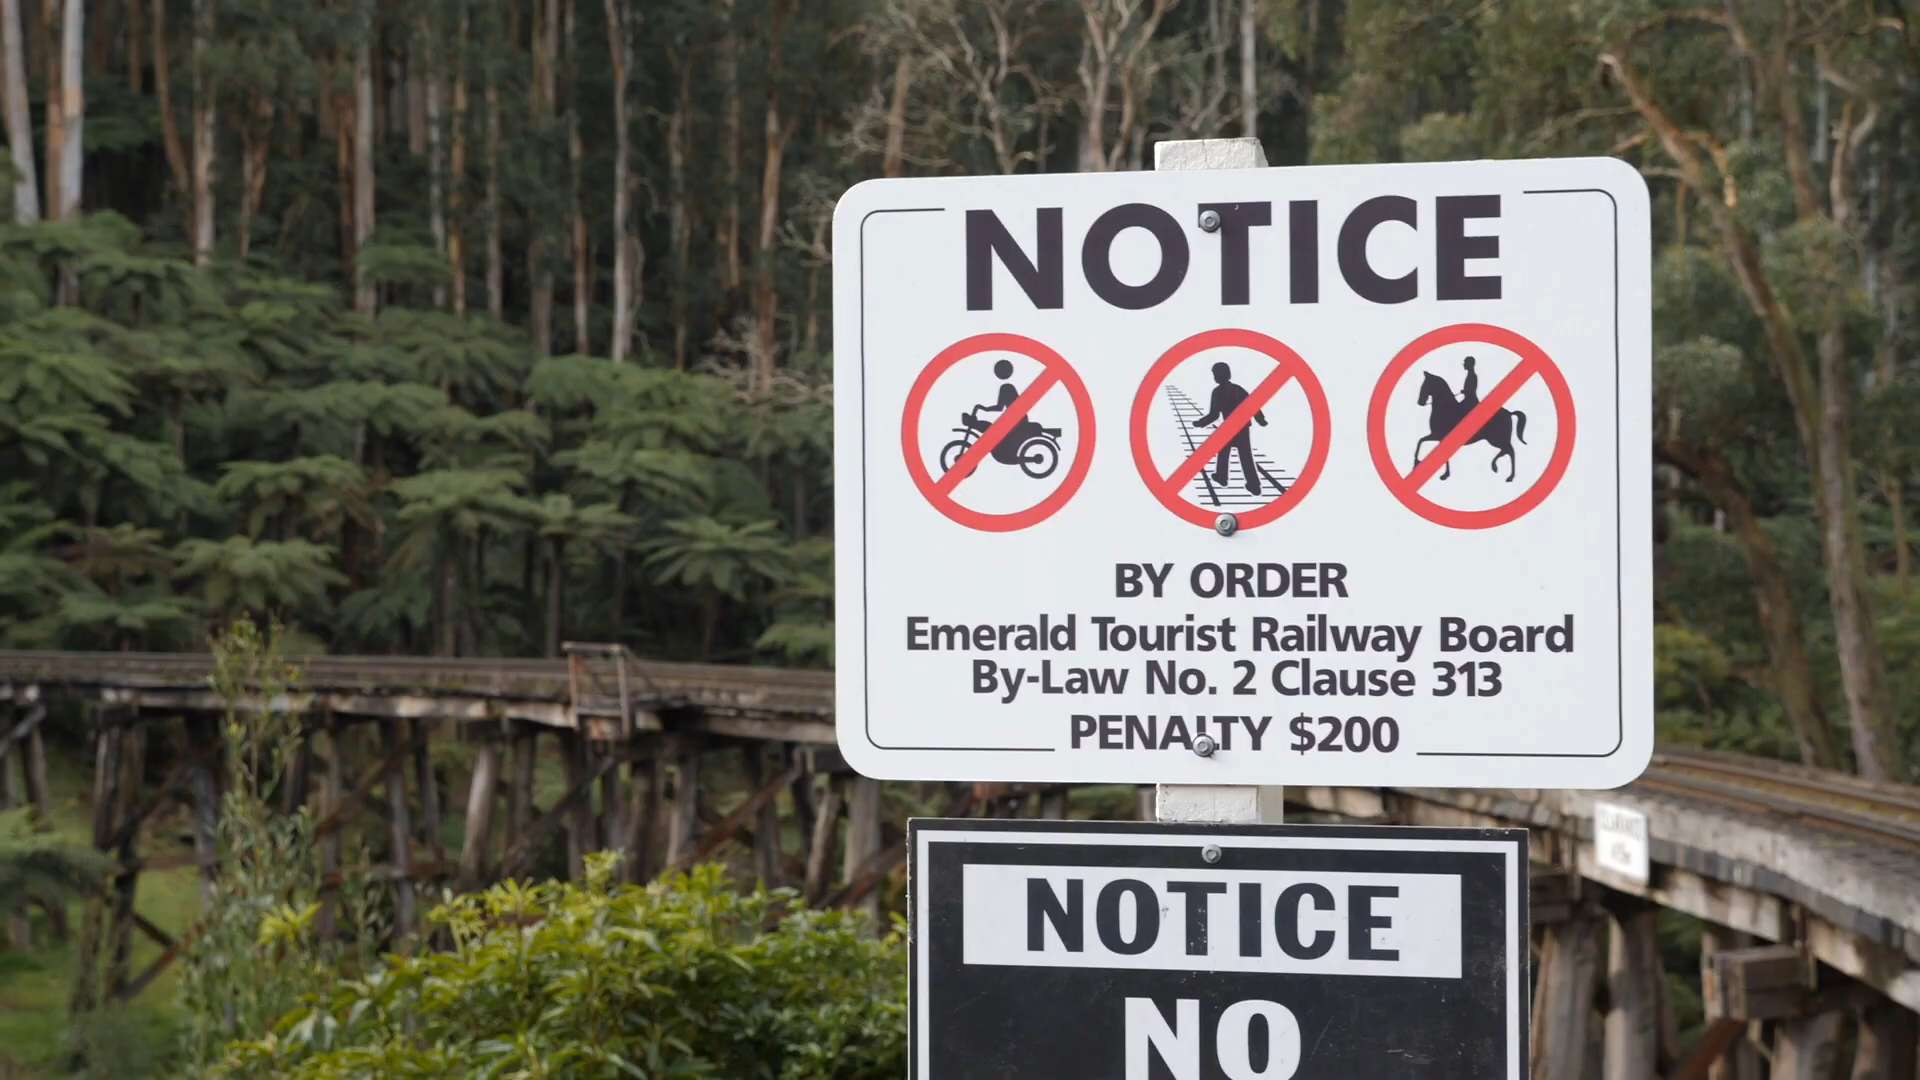 NOTICE
BY ORDER
Emerald Tourist Railway Board
By-Law No. 2 Clause 313
PENALTY $200
NOTICE
NO